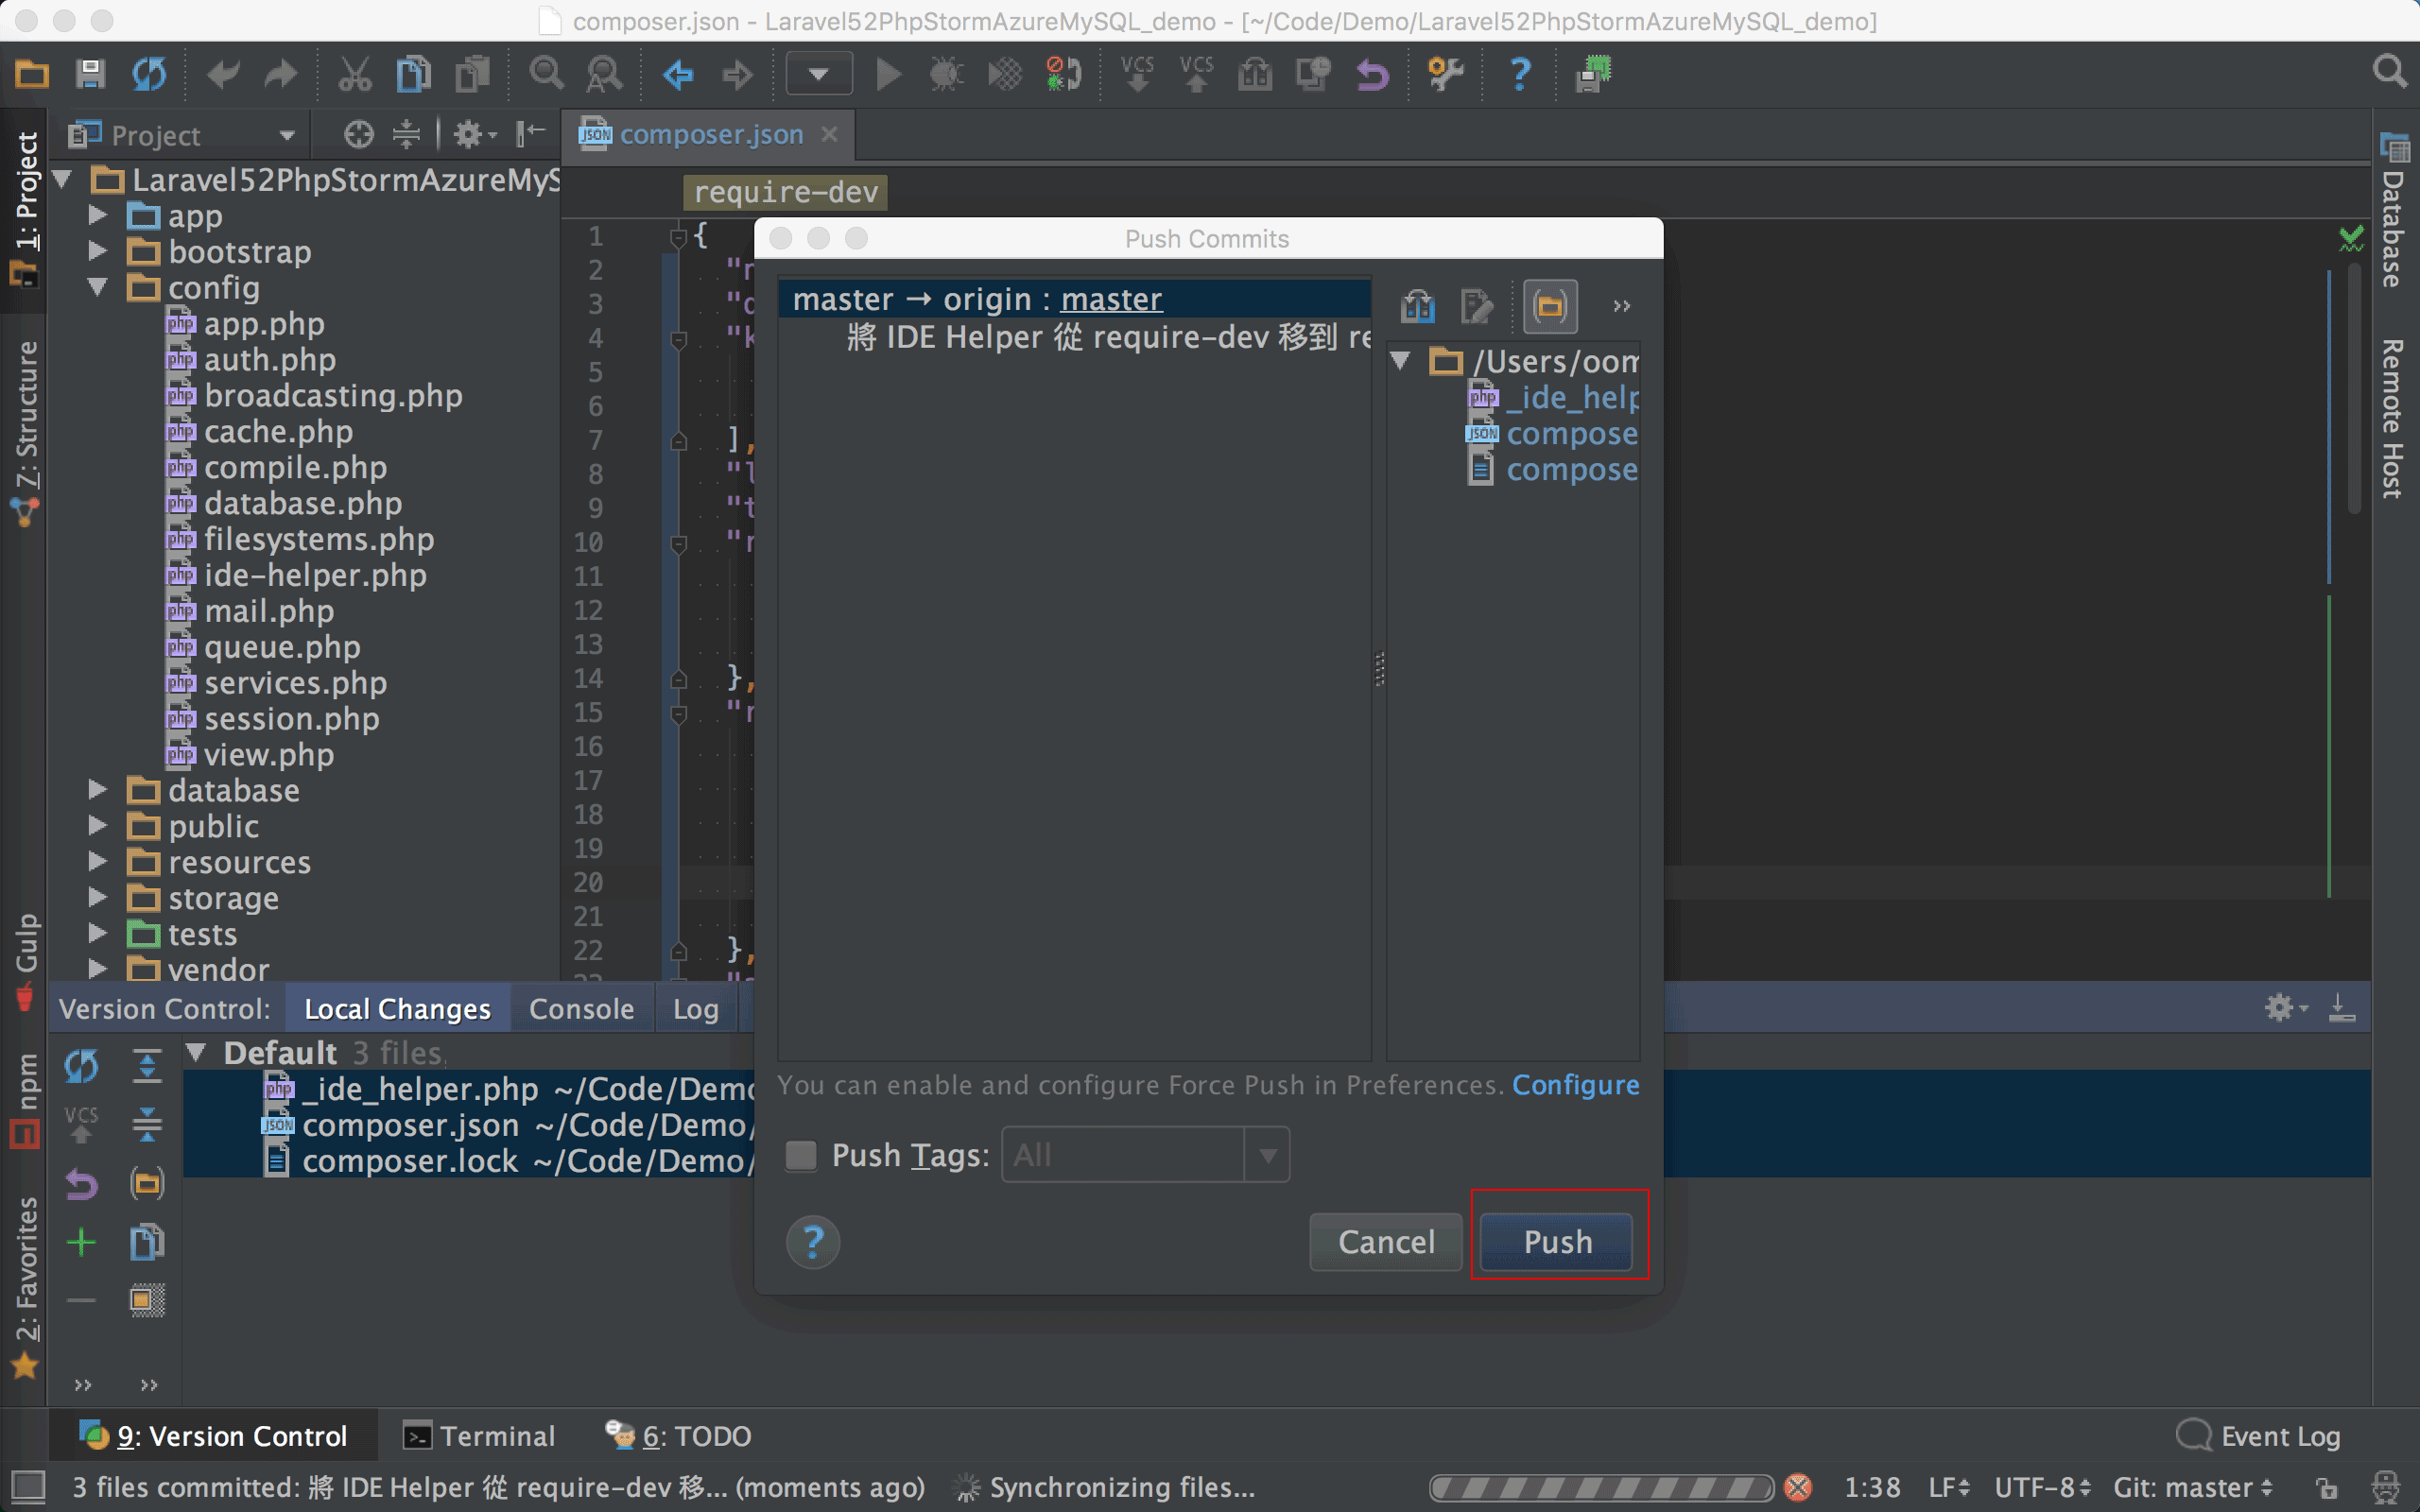 composer.json - Laravel52PhpStormAzureMySQL_demo - [~/Code/Demo/Laravel52PhpStormAzureMySQL_demo]
VCS
VCS
Project
composer.json
require-dev
1: Project
7: Structure
Gulp
npm
2: Favorites
Laravel52PhpStormAzureMyS
app
bootstrap
config
app.php
auth.php
broadcasting.php
cache.php
compile.php
database.php
filesystems.php
ide-helper.php
mail.php
queue.php
services.php
session.php
view.php
database
public
resources
storage
tests
vendor
1 {
2
3
4
5
6
7 ],
8
9
10
11
12
13
14 },
15
16
17
18
19
20
21
22 },
Database
Remote Host
Push Commits
master → origin : master
將 IDE Helper 從 require-dev 移到 re
/Users/oom
_ide_help
compose
compose
You can enable and configure Force Push in Preferences. Configure
Push Tags: All
?
Cancel
Push
Version Control:
Local Changes
Console
Log
Default 3 files
_ide_helper.php ~/Code/Demo
composer.json ~/Code/Demo/
composer.lock ~/Code/Demo/
VCS
9: Version Control
Terminal
6: TODO
Event Log
3 files committed: 將 IDE Helper 從 require-dev 移... (moments ago)
Synchronizing files...
1:38
LF
UTF-8
Git: master